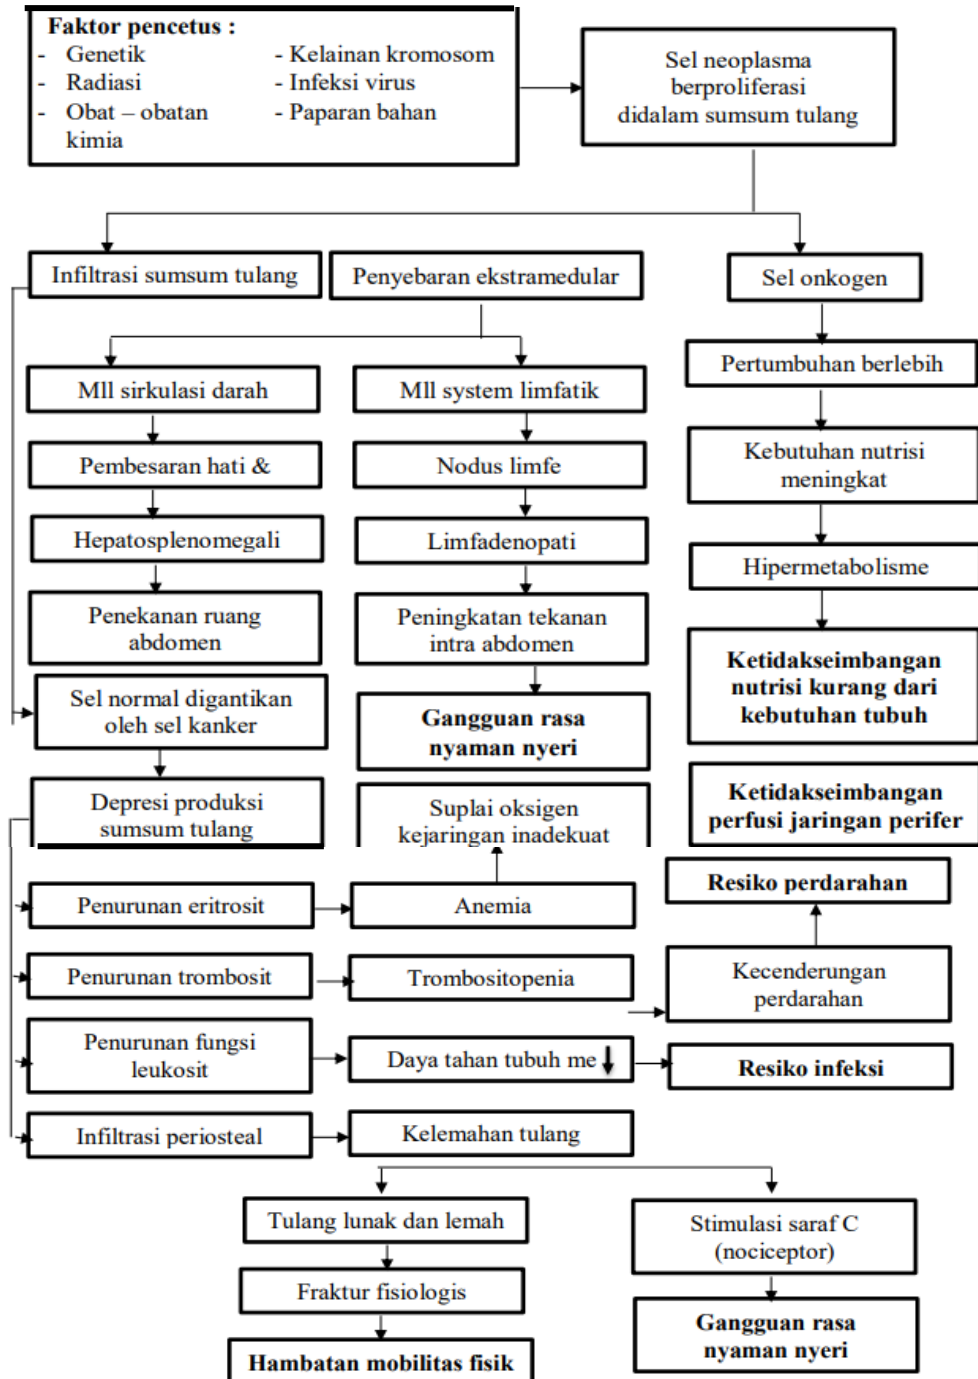 Faktor pencetus :
- Genetik
- Radiasi
- Obat – obatan
kimia
- Kelainan kromosom
- Infeksi virus
- Paparan bahan
Sel neoplasma
berproliferasi
didalam sumsum tulang
Infiltrasi sumsum tulang
Penyebaran ekstramedular
Sel onkogen
Mll sirkulasi darah
Mll system limfatik
Pertumbuhan berlebih
Pembesaran hati &
Nodus limfe
Kebutuhan nutrisi
meningkat
Hepatosplenomegali
Limfadenopati
Hipermetabolisme
Penekanan ruang
abdomen
Peningkatan tekanan
intra abdomen
Ketidakseimbangan
nutrisi kurang dari
kebutuhan tubuh
Sel normal digantikan
oleh sel kanker
Gangguan rasa
nyaman nyeri
Depresi produksi
sumsum tulang
Suplai oksigen
kejaringan inadekuat
Ketidakseimbangan
perfusi jaringan perifer
Penurunan eritrosit
Anemia
Resiko perdarahan
Penurunan trombosit
Trombositopenia
Kecenderungan
perdarahan
Penurunan fungsi
leukosit
Daya tahan tubuh me
Resiko infeksi
Infiltrasi periosteal
Kelemahan tulang
Tulang lunak dan lemah
Stimulasi saraf C
(nociceptor)
Fraktur fisiologis
Gangguan rasa
nyaman nyeri
Hambatan mobilitas fisik